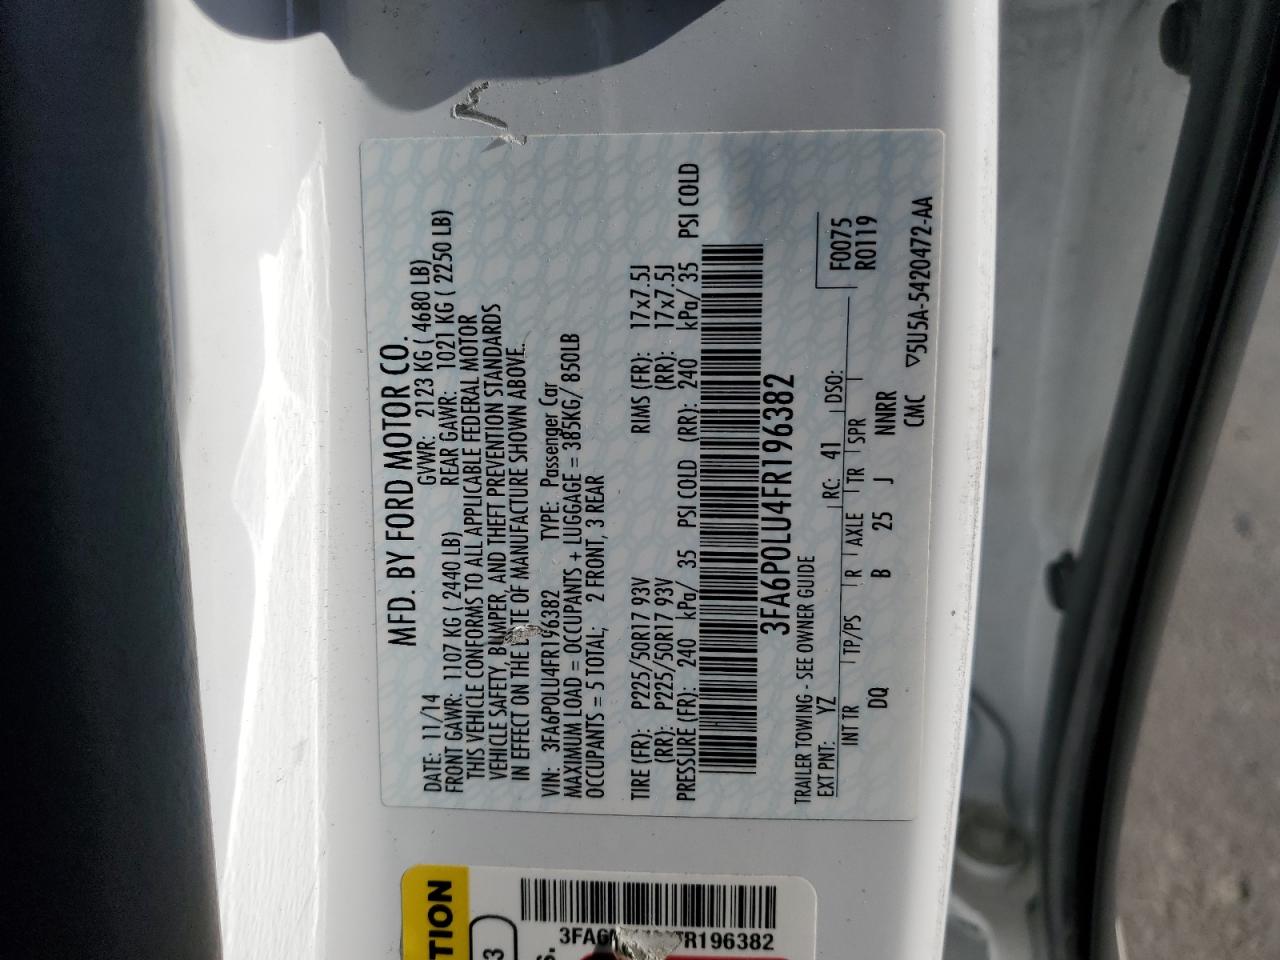 MFD. BY FORD MOTOR CO.
DATE: 11/14 GVWR: 2123 KG ( 4680 LB)
FRONT GAWR: 1107 KG ( 2440 LB) REAR GAWR: 1021 KG ( 2250 LB)
THIS VEHICLE CONFORMS TO ALL APPLICABLE FEDERAL MOTOR
VEHICLE SAFETY, BUMPER, AND THEFT PREVENTION STANDARDS
IN EFFECT ON THE DATE OF MANUFACTURE SHOWN ABOVE.
VIN: 3FA6P0LU4FR196382 TYPE: Passenger Car
MAXIMUM LOAD = OCCUPANTS + LUGGAGE = 385KG/ 850LB
OCCUPANTS = 5 TOTAL, 2 FRONT, 3 REAR
TIRE (FR): P225/50R17 93V RIMS (FR): 17x7.5J
(RR): P225/50R17 93V (RR): 17x7.5J
PRESSURE (FR): 240 kPa/ 35 PSI COLD (RR): 240 kPa/ 35 PSI COLD
3FA6P0LU4FR196382
TRAILER TOWING - SEE OWNER GUIDE
EXT PNT: YZ RC: 41 DSO: F0075
INT TR TP/PS R AXLE TR SPR R0119
DQ B 25 J NNRR
CMC ▽5U5A-5420472-AA
TION
3
196382